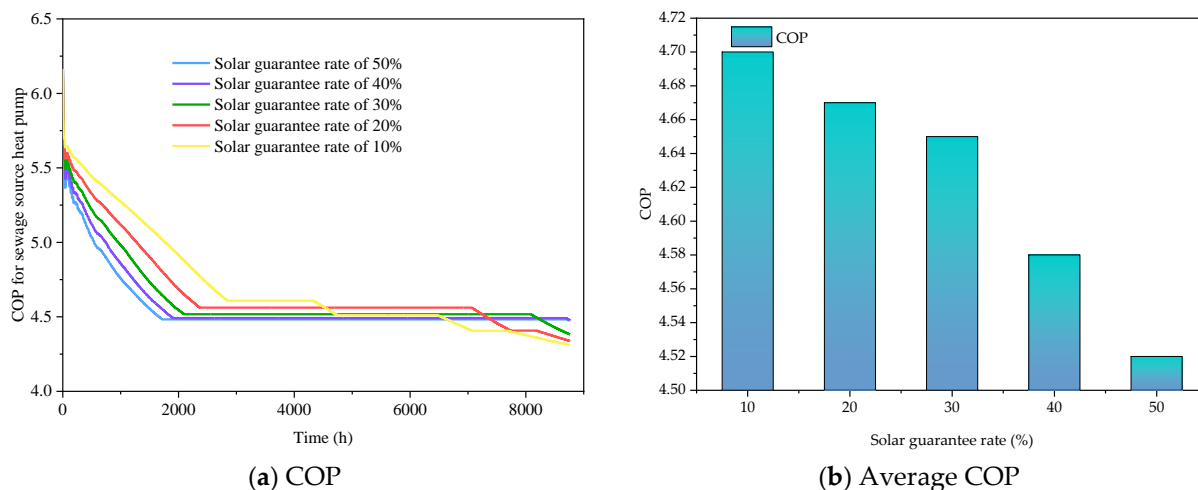 6.5
6.0
5.5
5.0
4.5
4.0
COP for sewage source heat pump
Solar guarantee rate of 50%
Solar guarantee rate of 40%
Solar guarantee rate of 30%
Solar guarantee rate of 20%
Solar guarantee rate of 10%
0 2000 4000 6000 8000
Time (h)
(a) COP
4.72
4.70
4.68
4.66
4.64
4.62
4.60
4.58
4.56
4.54
4.52
4.50
COP
COP
10 20 30 40 50
Solar guarantee rate (%)
(b) Average COP